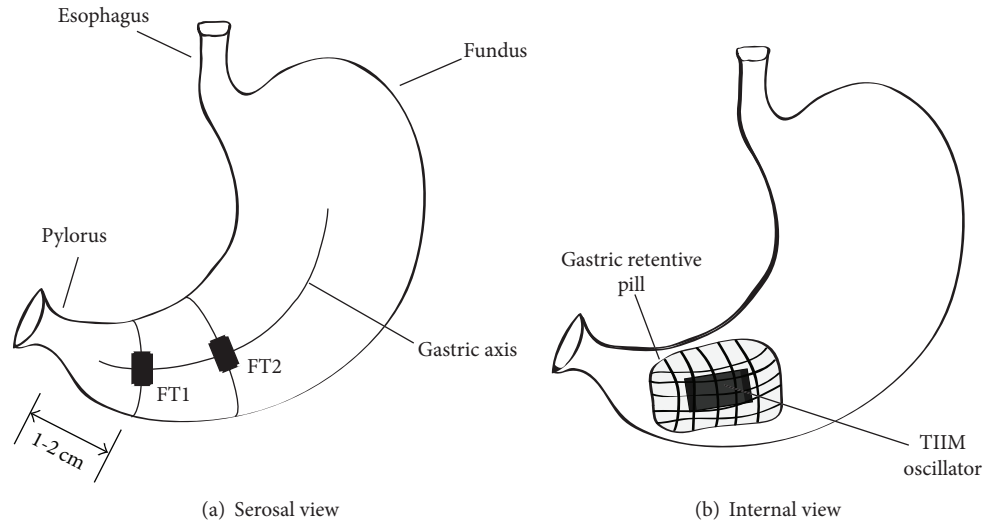 Esophagus
Fundus
Pylorus
Gastric axis
FT1
FT2
1-2 cm
(a) Serosal view
Gastric retentive
pill
TIIM
oscillator
(b) Internal view